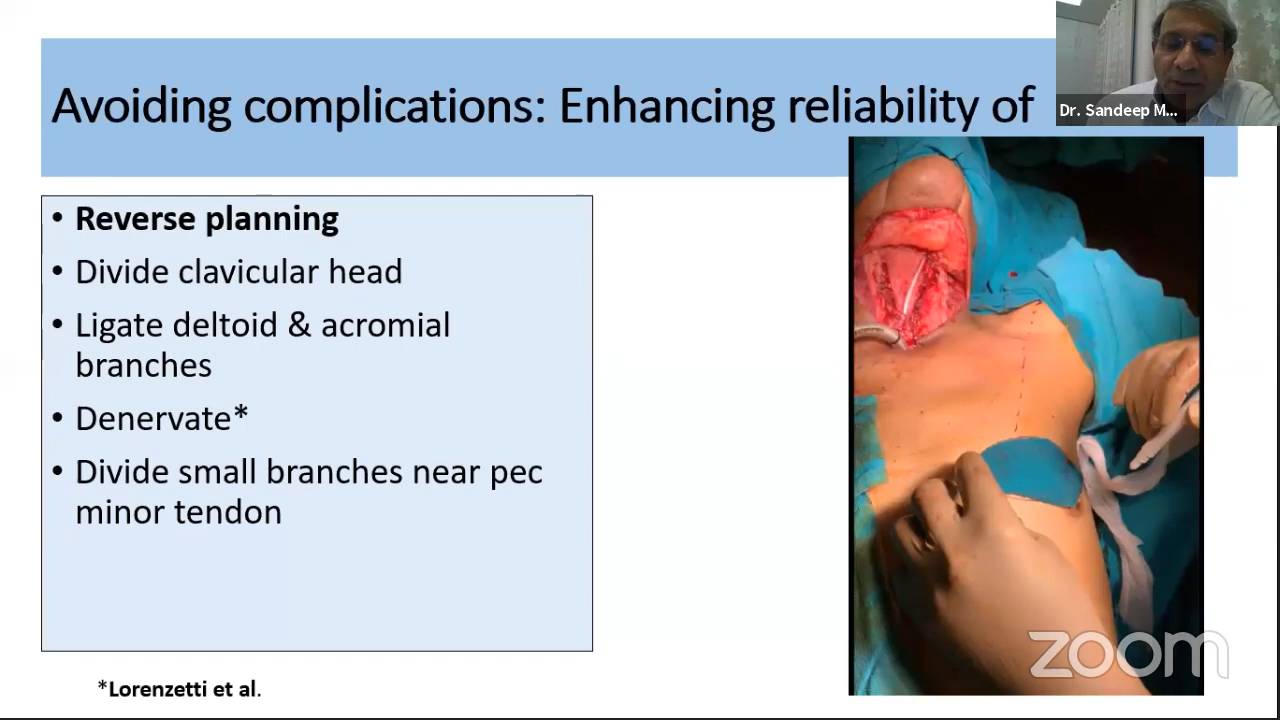 Avoiding complications: Enhancing reliability of
Dr. Sandeep M...
• Reverse planning
• Divide clavicular head
• Ligate deltoid & acromial
branches
• Denervate*
• Divide small branches near pec
minor tendon
*Lorenzetti et al.
zoom